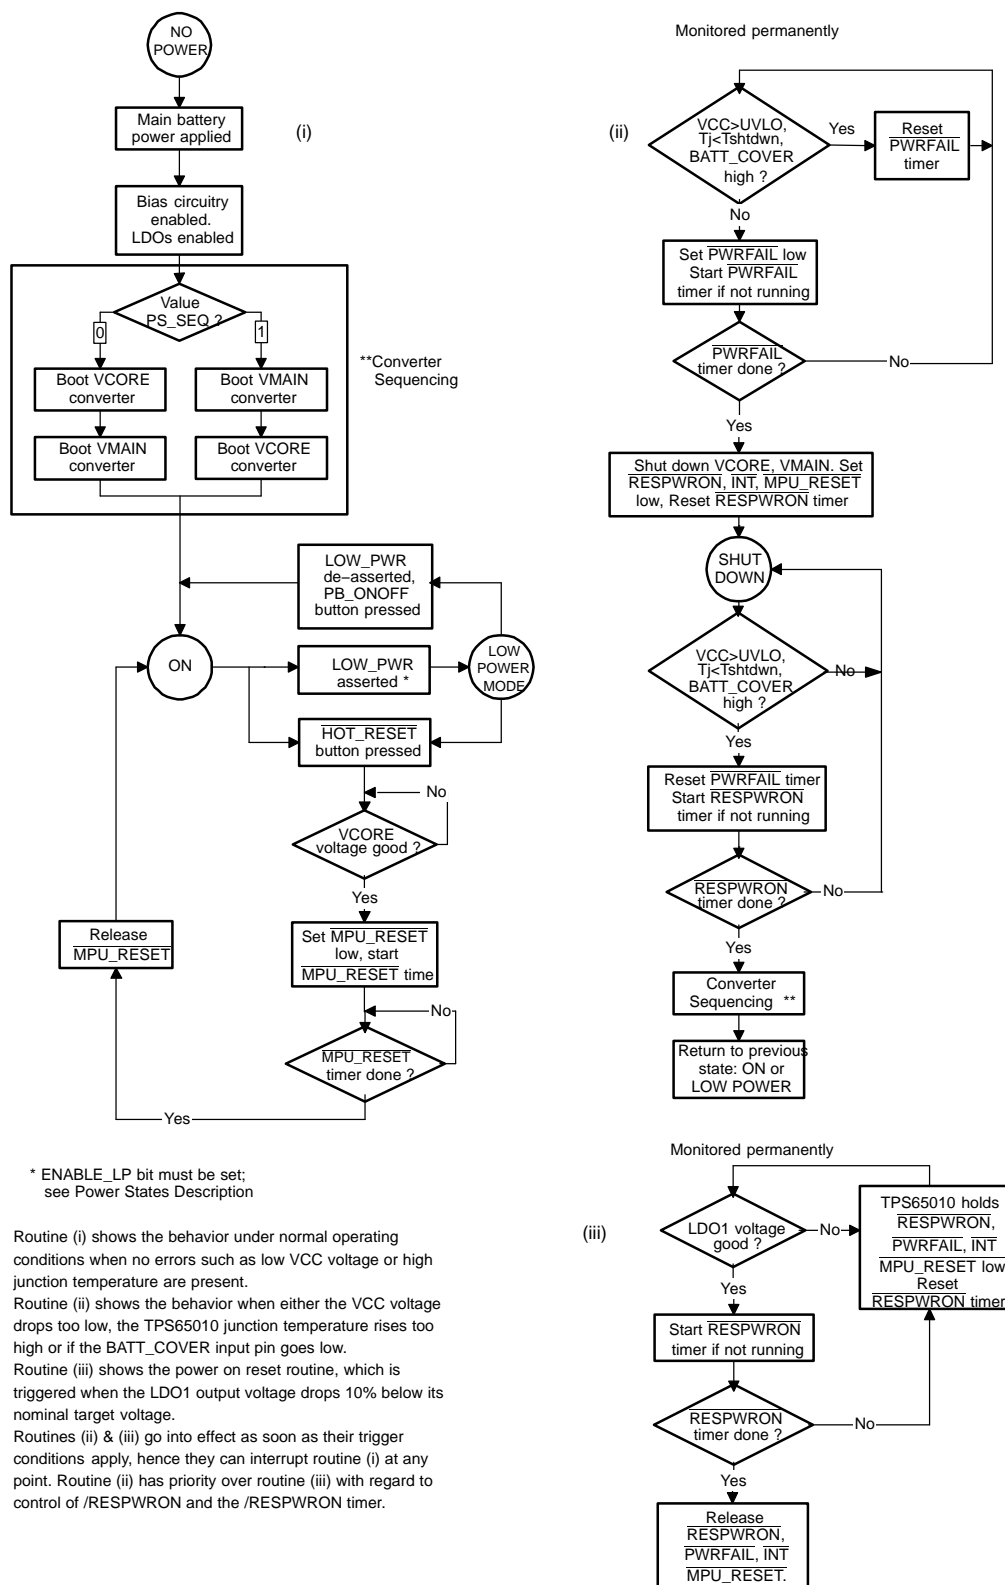 NO
POWER
Main battery
power applied
(i)
Bias circuitry
enabled.
LDOs enabled
Value
PS_SEQ ?
0
1
Boot VCORE
converter
Boot VMAIN
converter
**Converter
Sequencing
Boot VMAIN
converter
Boot VCORE
converter
LOW_PWR
de–asserted,
PB_ONOFF
button pressed
ON
LOW_PWR
asserted *
LOW
POWER
MODE
HOT_RESET
button pressed
No
VCORE
voltage good ?
Yes
Release
MPU_RESET
Set MPU_RESET
low, start
MPU_RESET time
No
MPU_RESET
timer done ?
Yes
* ENABLE_LP bit must be set;
see Power States Description
Routine (i) shows the behavior under normal operating
conditions when no errors such as low VCC voltage or high
junction temperature are present.
Routine (ii) shows the behavior when either the VCC voltage
drops too low, the TPS65010 junction temperature rises too
high or if the BATT_COVER input pin goes low.
Routine (iii) shows the power on reset routine, which is
triggered when the LDO1 output voltage drops 10% below its
nominal target voltage.
Routines (ii) & (iii) go into effect as soon as their trigger
conditions apply, hence they can interrupt routine (i) at any
point. Routine (ii) has priority over routine (iii) with regard to
control of /RESPWRON and the /RESPWRON timer.
Monitored permanently
(ii)
VCC>UVLO,
Tj<Tshtdwn,
BATT_COVER
high ?
Yes
Reset
PWRFAIL
timer
No
Set PWRFAIL low
Start PWRFAIL
timer if not running
PWRFAIL
timer done ?
No
Yes
Shut down VCORE, VMAIN. Set
RESPWRON, INT, MPU_RESET
low, Reset RESPWRON timer
SHUT
DOWN
VCC>UVLO,
Tj<Tshtdwn,
BATT_COVER
high ?
No
Yes
Reset PWRFAIL timer
Start RESPWRON
timer if not running
RESPWRON
timer done ?
No
Yes
Converter
Sequencing **
Return to previous
state: ON or
LOW POWER
Monitored permanently
(iii)
LDO1 voltage
good ?
No
TPS65010 holds
RESPWRON,
PWRFAIL, INT
MPU_RESET low
Reset
RESPWRON timer
Yes
Start RESPWRON
timer if not running
RESPWRON
timer done ?
No
Yes
Release
RESPWRON,
PWRFAIL, INT
MPU_RESET.